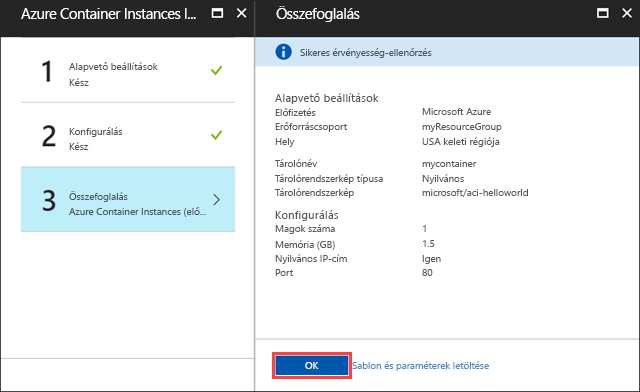 Azure Container Instances l...
1
Alapvető beállítások
Kész
2
Konfigurálás
Kész
3
Összefoglalás
Azure Container Instances (elő...
Összefoglalás
Sikeres érvényesség-ellenőrzés
Alapvető beállítások
Előfizetés Microsoft Azure
Erőforráscsoport myResourceGroup
Hely USA keleti régiója
Tárolónév mycontainer
Tárolórendszerkép típusa Nyilvános
Tárolórendszerkép microsoft/aci-helloworld
Konfigurálás
Magok száma 1
Memória (GB) 1.5
Nyilvános IP-cím Igen
Port 80
OK Sablon és paraméterek letöltése